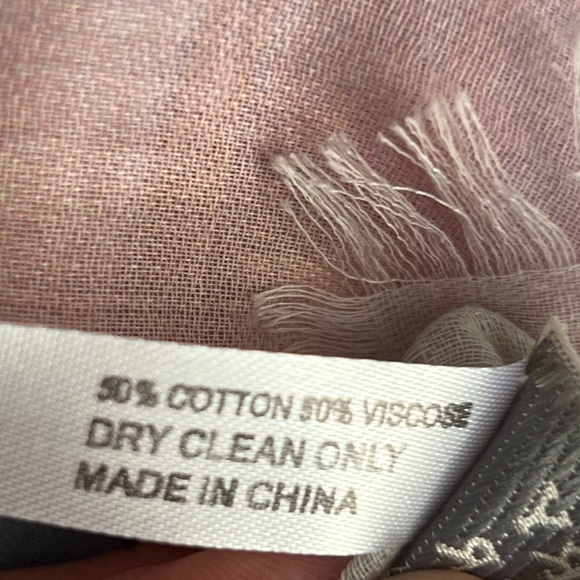 50% COTTON 50% VISCOSE
DRY CLEAN ONLY
MADE IN CHINA